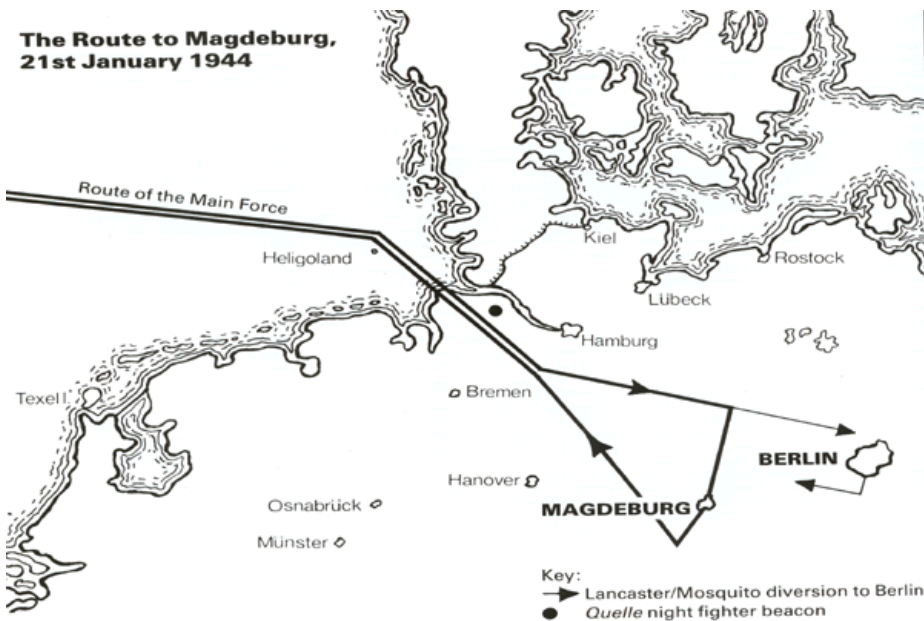 The Route to Magdeburg,
21st January 1944
Route of the Main Force
Heligoland
Kiel
Rostock
Lübeck
Hamburg
Texel I.
Bremen
BERLIN
Hanover
MAGDEBURG
Osnabrück
Münster
Key:
Lancaster/Mosquito diversion to Berlin
Quelle night fighter beacon